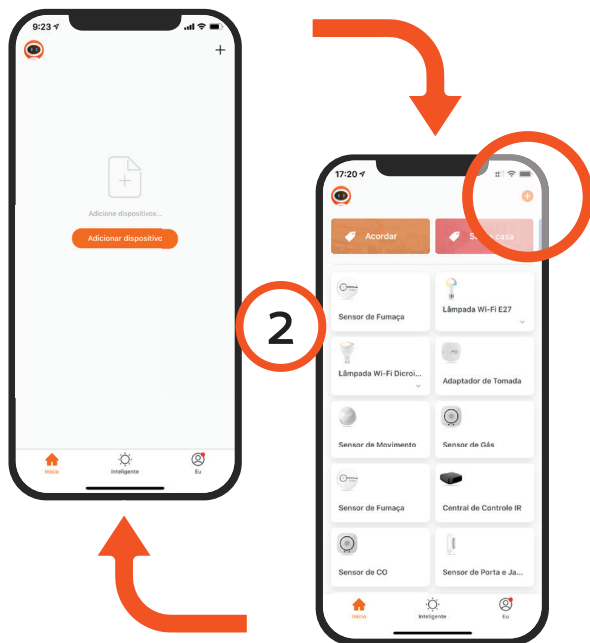 9:23
Adicione dispositivos...
Adicionar dispositivo
Início
Inteligente
Eu
2
17:20
Acordar
casa
Sensor de Fumaça
Lâmpada Wi-Fi E27
Lâmpada Wi-Fi Dicroi...
Adaptador de Tomada
Sensor de Movimento
Sensor de Gás
Sensor de Fumaça
Central de Controle IR
Sensor de CO
Sensor de Porta e Ja...
Início
Inteligente
Eu